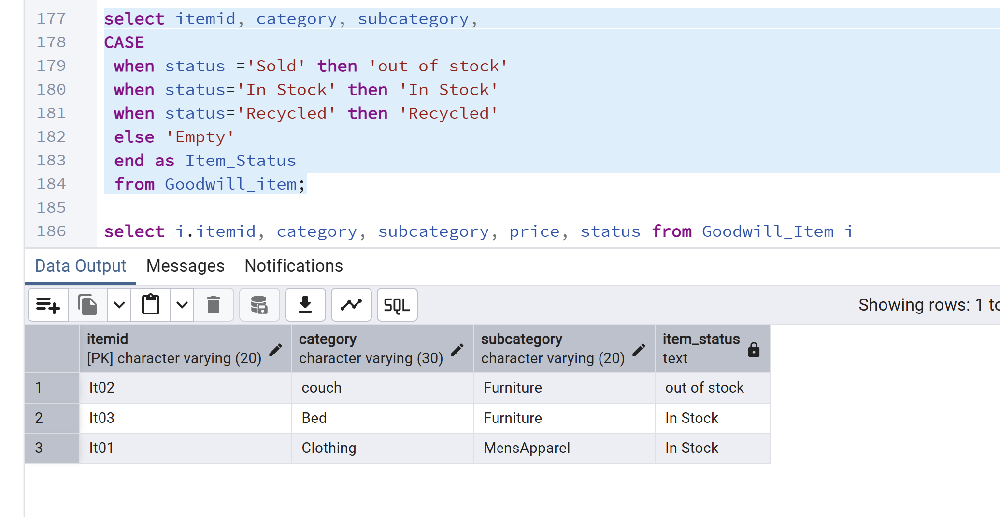 177 select itemid, category, subcategory,
178 CASE
179 when status ='Sold' then 'out of stock'
180 when status='In Stock' then 'In Stock'
181 when status='Recycled' then 'Recycled'
182 else 'Empty'
183 end as Item_Status
184 from Goodwill_item;
185
186 select i.itemid, category, subcategory, price, status from Goodwill_Item i
Data Output Messages Notifications
SQL Showing rows: 1 to
itemid category subcategory item_status
[PK] character varying (20) character varying (30) character varying (20) text
1 It02 couch Furniture out of stock
2 It03 Bed Furniture In Stock
3 It01 Clothing MensApparel In Stock